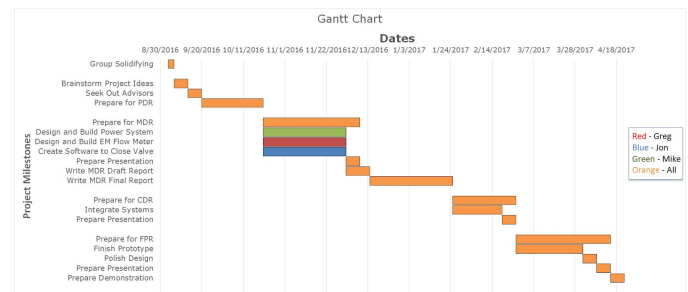 Gantt Chart
Dates
8/30/2016 9/20/2016 10/11/2016 11/1/2016 11/22/2016 12/13/2016 1/3/2017 1/24/2017 2/14/2017 3/7/2017 3/28/2017 4/18/2017
Project Milestones
Group Solidifying
Brainstorm Project Ideas
Seek Out Advisors
Prepare for PDR
Prepare for MDR
Design and Build Power System
Design and Build EM Flow Meter
Create Software to Close Valve
Prepare Presentation
Write MDR Draft Report
Write MDR Final Report
Prepare for CDR
Integrate Systems
Prepare Presentation
Prepare for FPR
Finish Prototype
Polish Design
Prepare Presentation
Prepare Demonstration
Red - Greg
Blue - Jon
Green - Mike
Orange - All